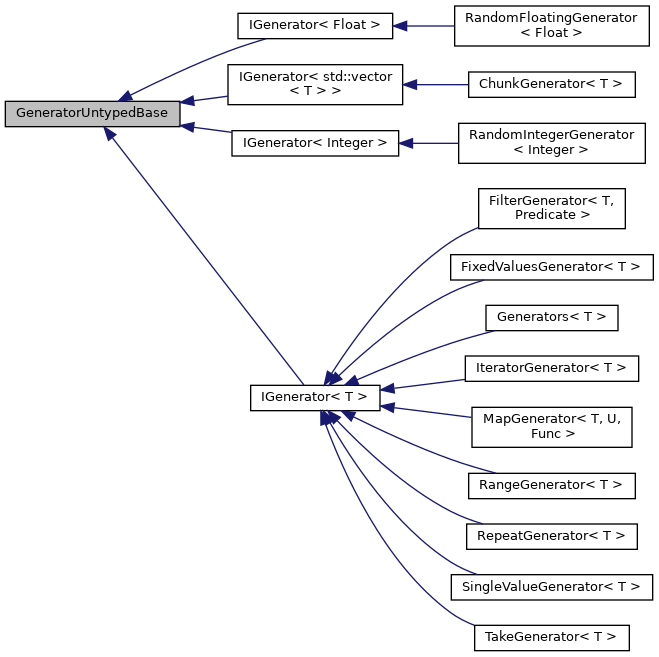 IGenerator< Float >
RandomFloatingGenerator
< Float >
IGenerator< std::vector
< T > >
ChunkGenerator< T >
GeneratorUntypedBase
IGenerator< Integer >
RandomIntegerGenerator
< Integer >
FilterGenerator< T,
Predicate >
FixedValuesGenerator< T >
Generators< T >
IteratorGenerator< T >
IGenerator< T >
MapGenerator< T, U,
Func >
RangeGenerator< T >
RepeatGenerator< T >
SingleValueGenerator< T >
TakeGenerator< T >